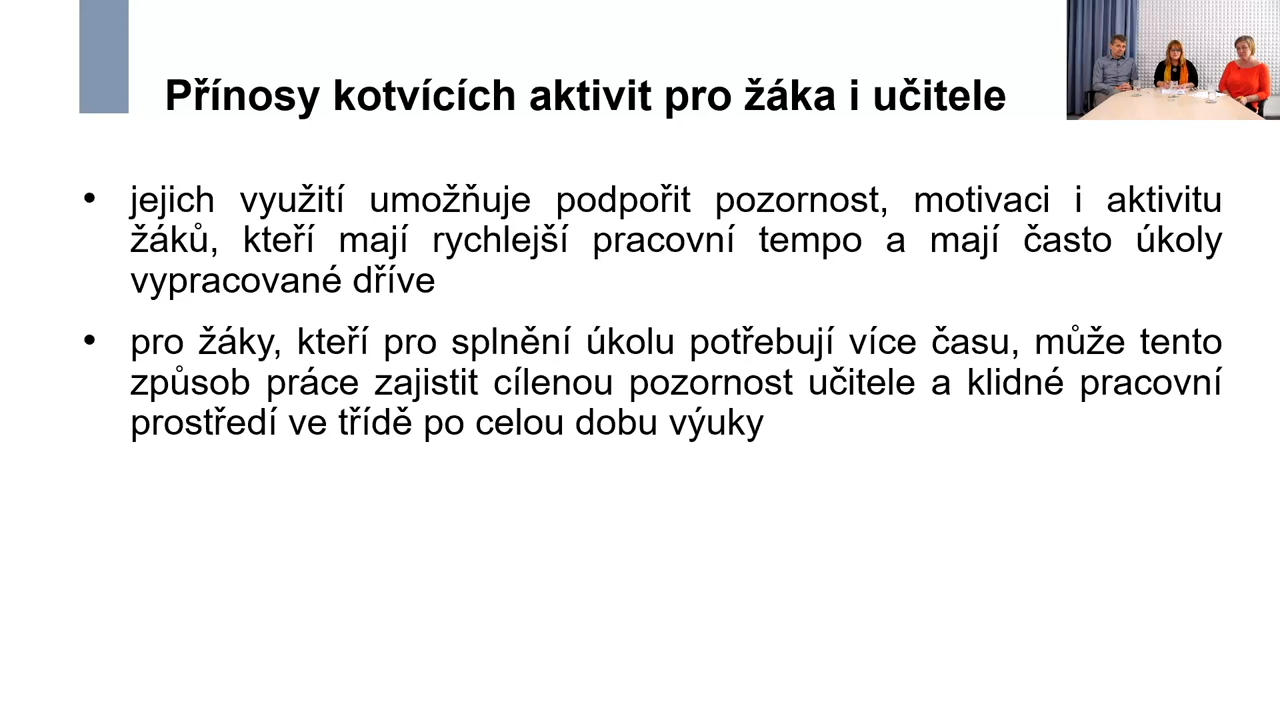 Přínosy kotvících aktivit pro žáka i učitele
• jejich využití umožňuje podpořit pozornost, motivaci i aktivitu
žáků, kteří mají rychlejší pracovní tempo a mají často úkoly
vypracované dříve
• pro žáky, kteří pro splnění úkolu potřebují více času, může tento
způsob práce zajistit cílenou pozornost učitele a klidné pracovní
prostředí ve třídě po celou dobu výuky